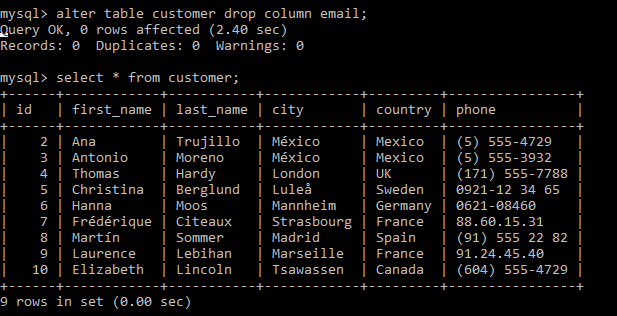 mysql> alter table customer drop column email;
Query OK, 0 rows affected (2.40 sec)
Records: 0  Duplicates: 0  Warnings: 0

mysql> select * from customer;
+------+------------+-----------+------------+---------+----------------+
| id   | first_name | last_name | city       | country | phone          |
+------+------------+-----------+------------+---------+----------------+
|    2 | Ana        | Trujillo  | México     | Mexico  | (5) 555-4729   |
|    3 | Antonio    | Moreno    | México     | Mexico  | (5) 555-3932   |
|    4 | Thomas     | Hardy     | London     | UK      | (171) 555-7788 |
|    5 | Christina  | Berglund  | Luleå      | Sweden  | 0921-12 34 65  |
|    6 | Hanna      | Moos      | Mannheim   | Germany | 0621-08460     |
|    7 | Frédérique | Citeaux   | Strasbourg | France  | 88.60.15.31    |
|    8 | Martín     | Sommer    | Madrid     | Spain   | (91) 555 22 82 |
|    9 | Laurence   | Lebihan   | Marseille  | France  | 91.24.45.40    |
|   10 | Elizabeth  | Lincoln   | Tsawassen  | Canada  | (604) 555-4729 |
+------+------------+-----------+------------+---------+----------------+
9 rows in set (0.00 sec)